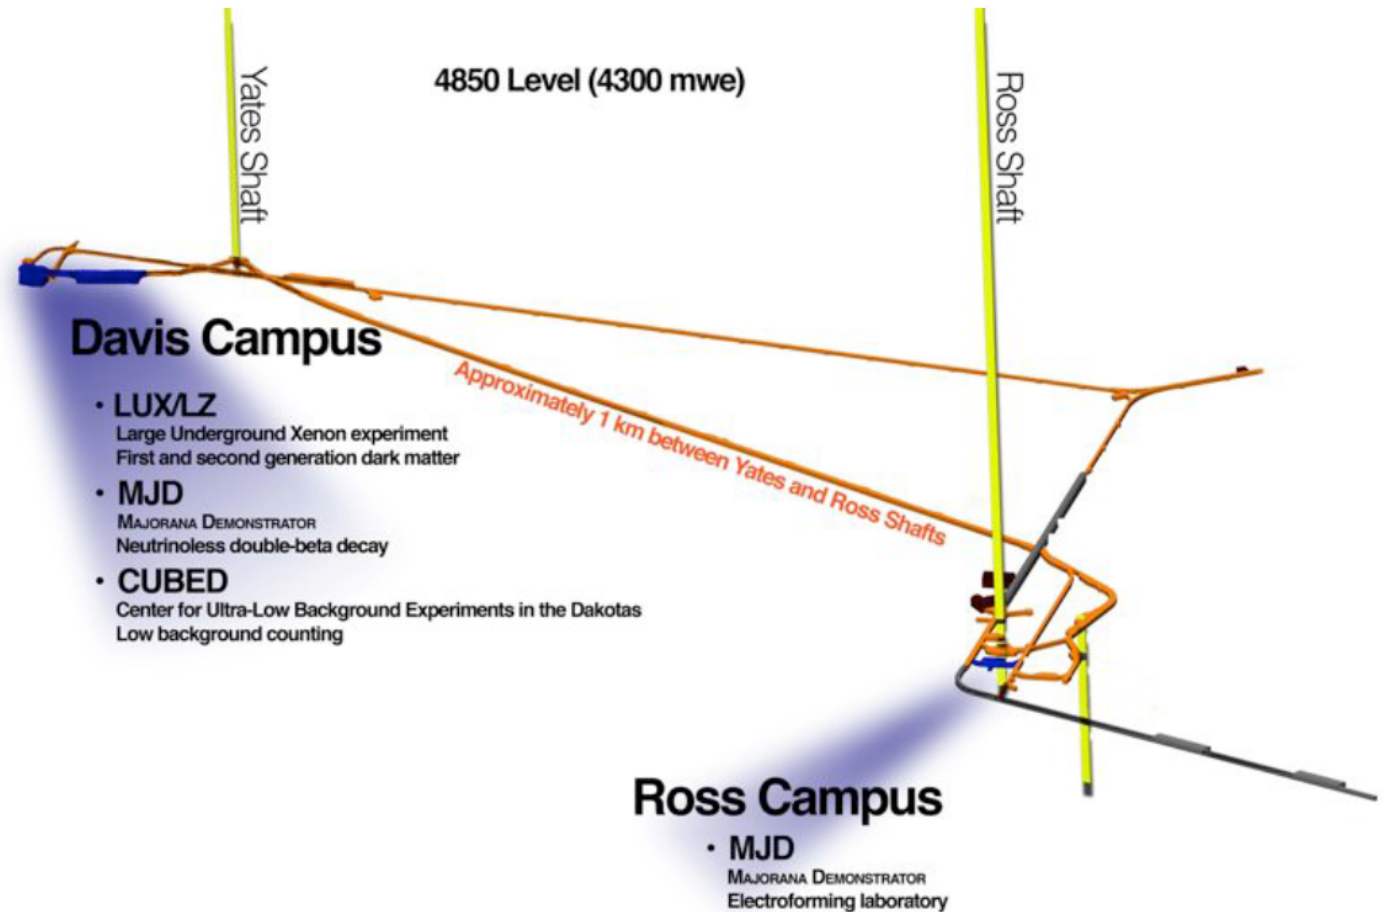 4850 Level (4300 mwe)
Yates Shaft
Ross Shaft
Approximately 1 km between Yates and Ross Shafts
Davis Campus
· LUX/LZ
Large Underground Xenon experiment
First and second generation dark matter
· MJD
MAJORANA DEMONSTRATOR
Neutrinoless double-beta decay
· CUBED
Center for Ultra-Low Background Experiments in the Dakotas
Low background counting
Ross Campus
· MJD
MAJORANA DEMONSTRATOR
Electroforming laboratory